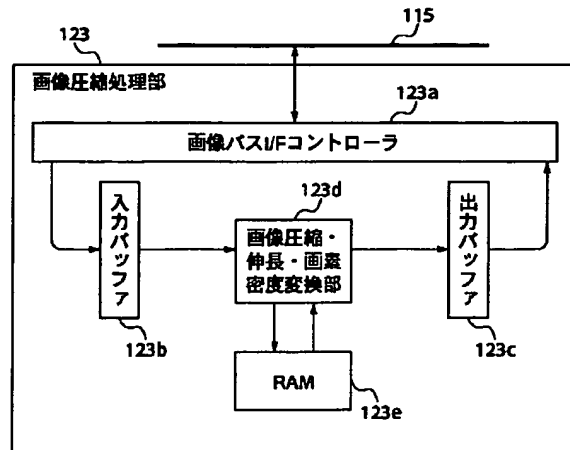 115
123
画像圧縮処理部
123a
画像バスI/Fコントローラ
入力バッファ
123b
123d
画像圧縮・
伸長・画素
密度変換部
出力バッファ
123c
RAM
123e